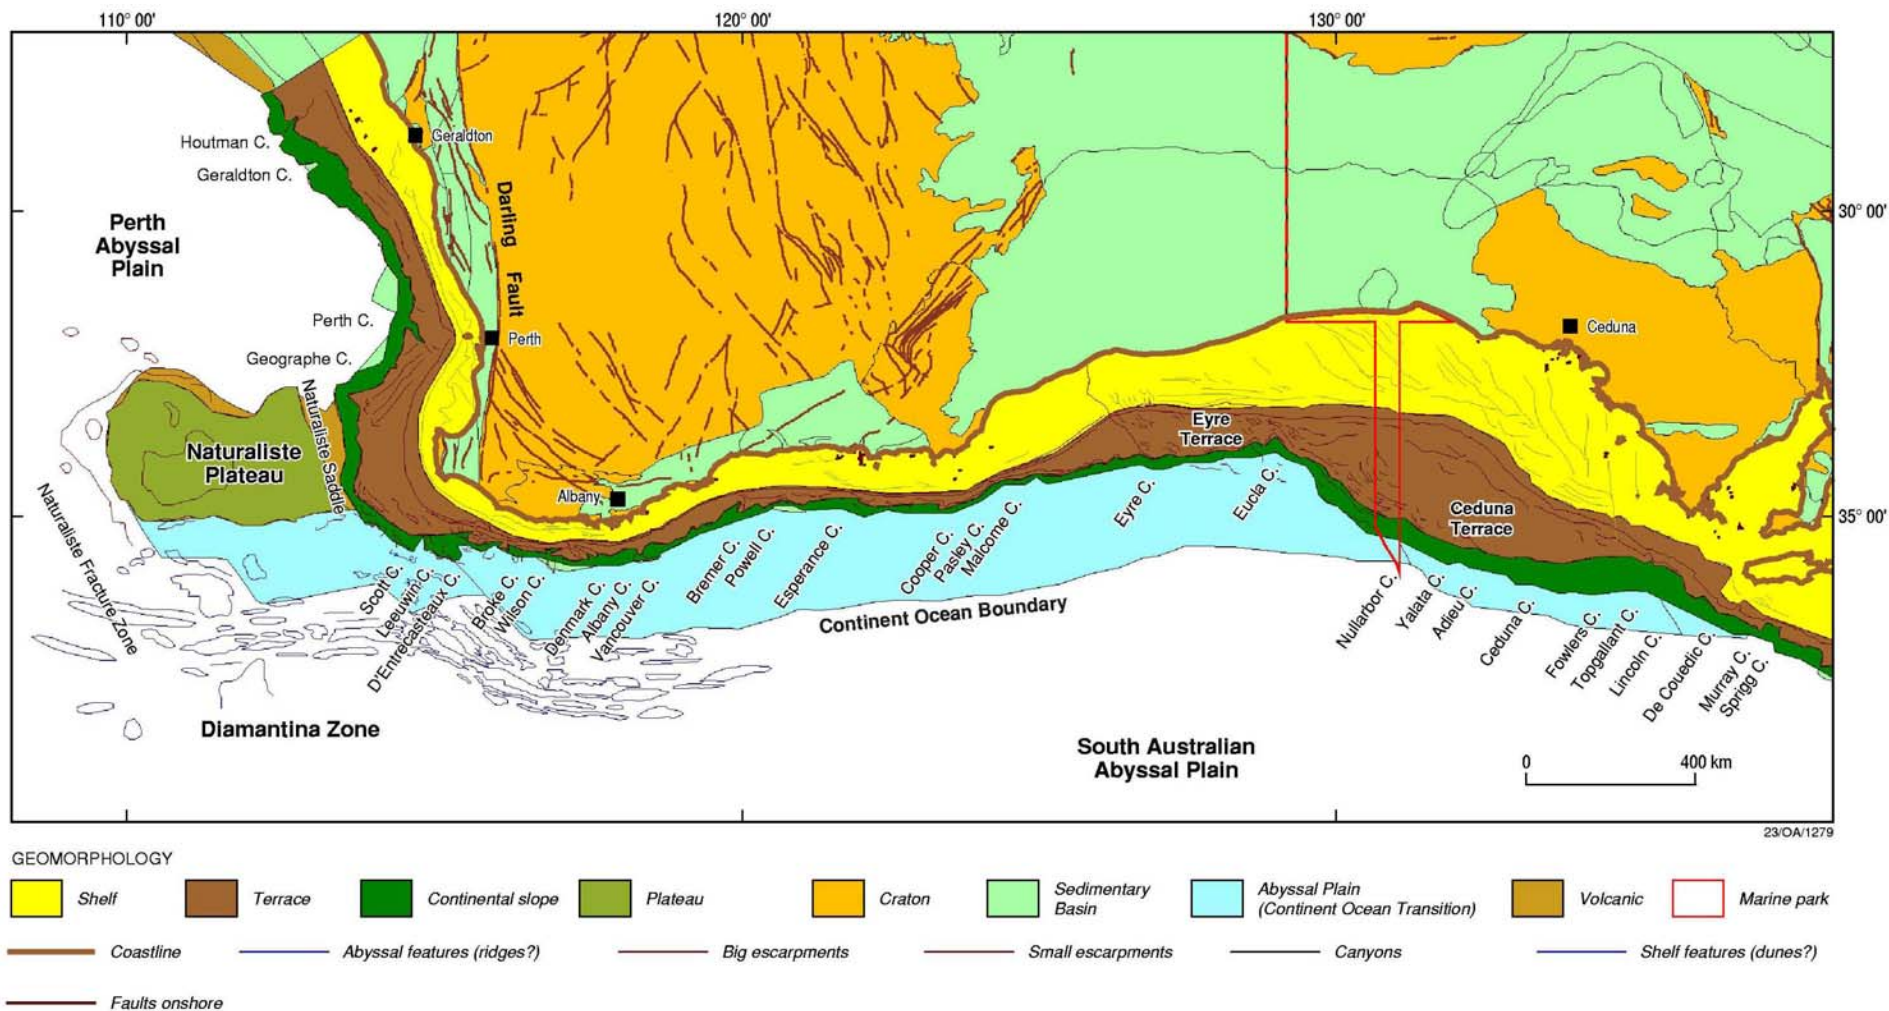 110° 00'
120° 00'
130° 00'
Houtman C.
Geraldton
Geraldton C.
Darling Fault
30° 00'
Perth
Abyssal
Plain
Perth C.
Perth
Ceduna
Geographe C.
Naturaliste Saddle
Naturaliste
Plateau
Eyre
Terrace
Albany
Ceduna
Terrace
35° 00'
Naturaliste Fracture Zone
Scott C.
Leeuwin C.
D'Entrecasteaux C.
Broke C.
Wilson C.
Denmark C.
Albany C.
Vancouver C.
Bremer C.
Powell C.
Esperance C.
Cooper C.
Pasley C.
Malcome C.
Eyre C.
Eucla C.
Continent Ocean Boundary
Nullarbor C.
Yalata C.
Adieu C.
Ceduna C.
Fowlers C.
Topgallant C.
Lincoln C.
De Couedic C.
Murray C.
Sprigg C.
Diamantina Zone
South Australian
Abyssal Plain
0 400 km
23/OA/1279
GEOMORPHOLOGY
Shelf
Terrace
Continental slope
Plateau
Craton
Sedimentary
Basin
Abyssal Plain
(Continent Ocean Transition)
Volcanic
Marine park
Coastline
Abyssal features (ridges?)
Big escarpments
Small escarpments
Canyons
Shelf features (dunes?)
Faults onshore